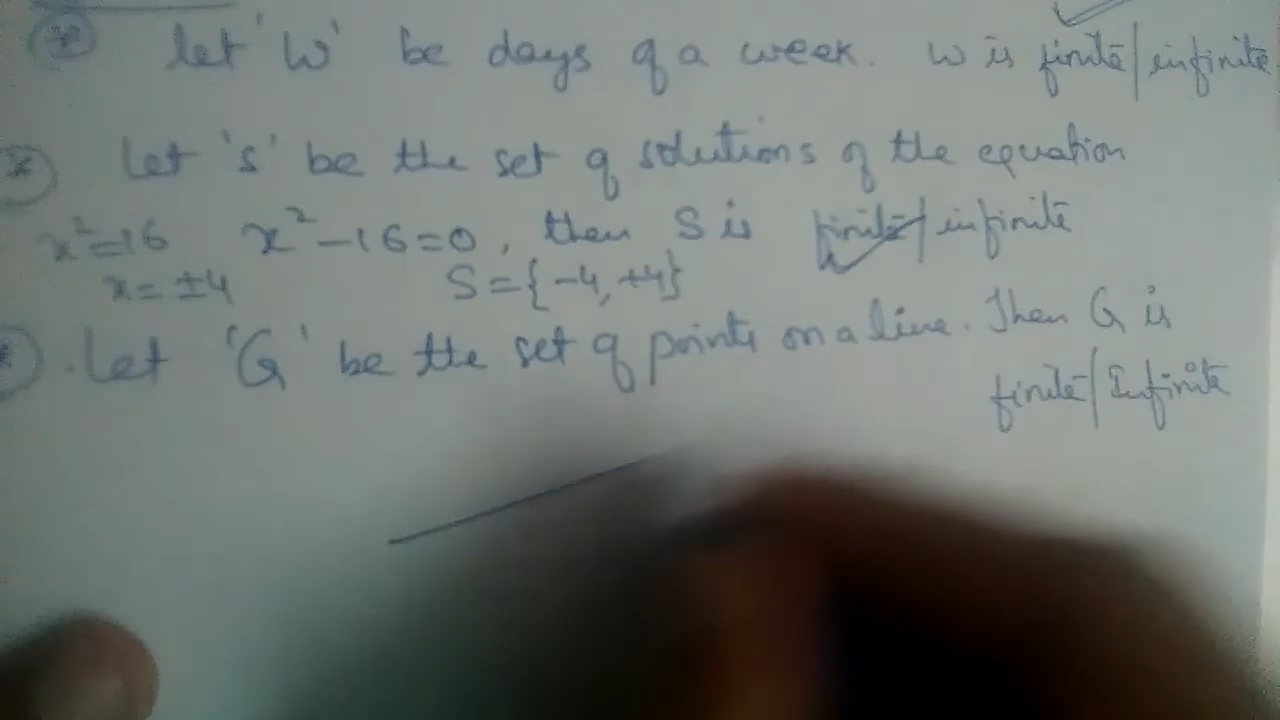 let 'W' be days of a week. W is finite/infinite
Let 's' be the set of solutions of the equation
x²=16 x²-16=0, then S is finite/infinite
x=±4 S={-4,+4}
Let 'G' be the set of points on a line. Then G is
finite/Infinite